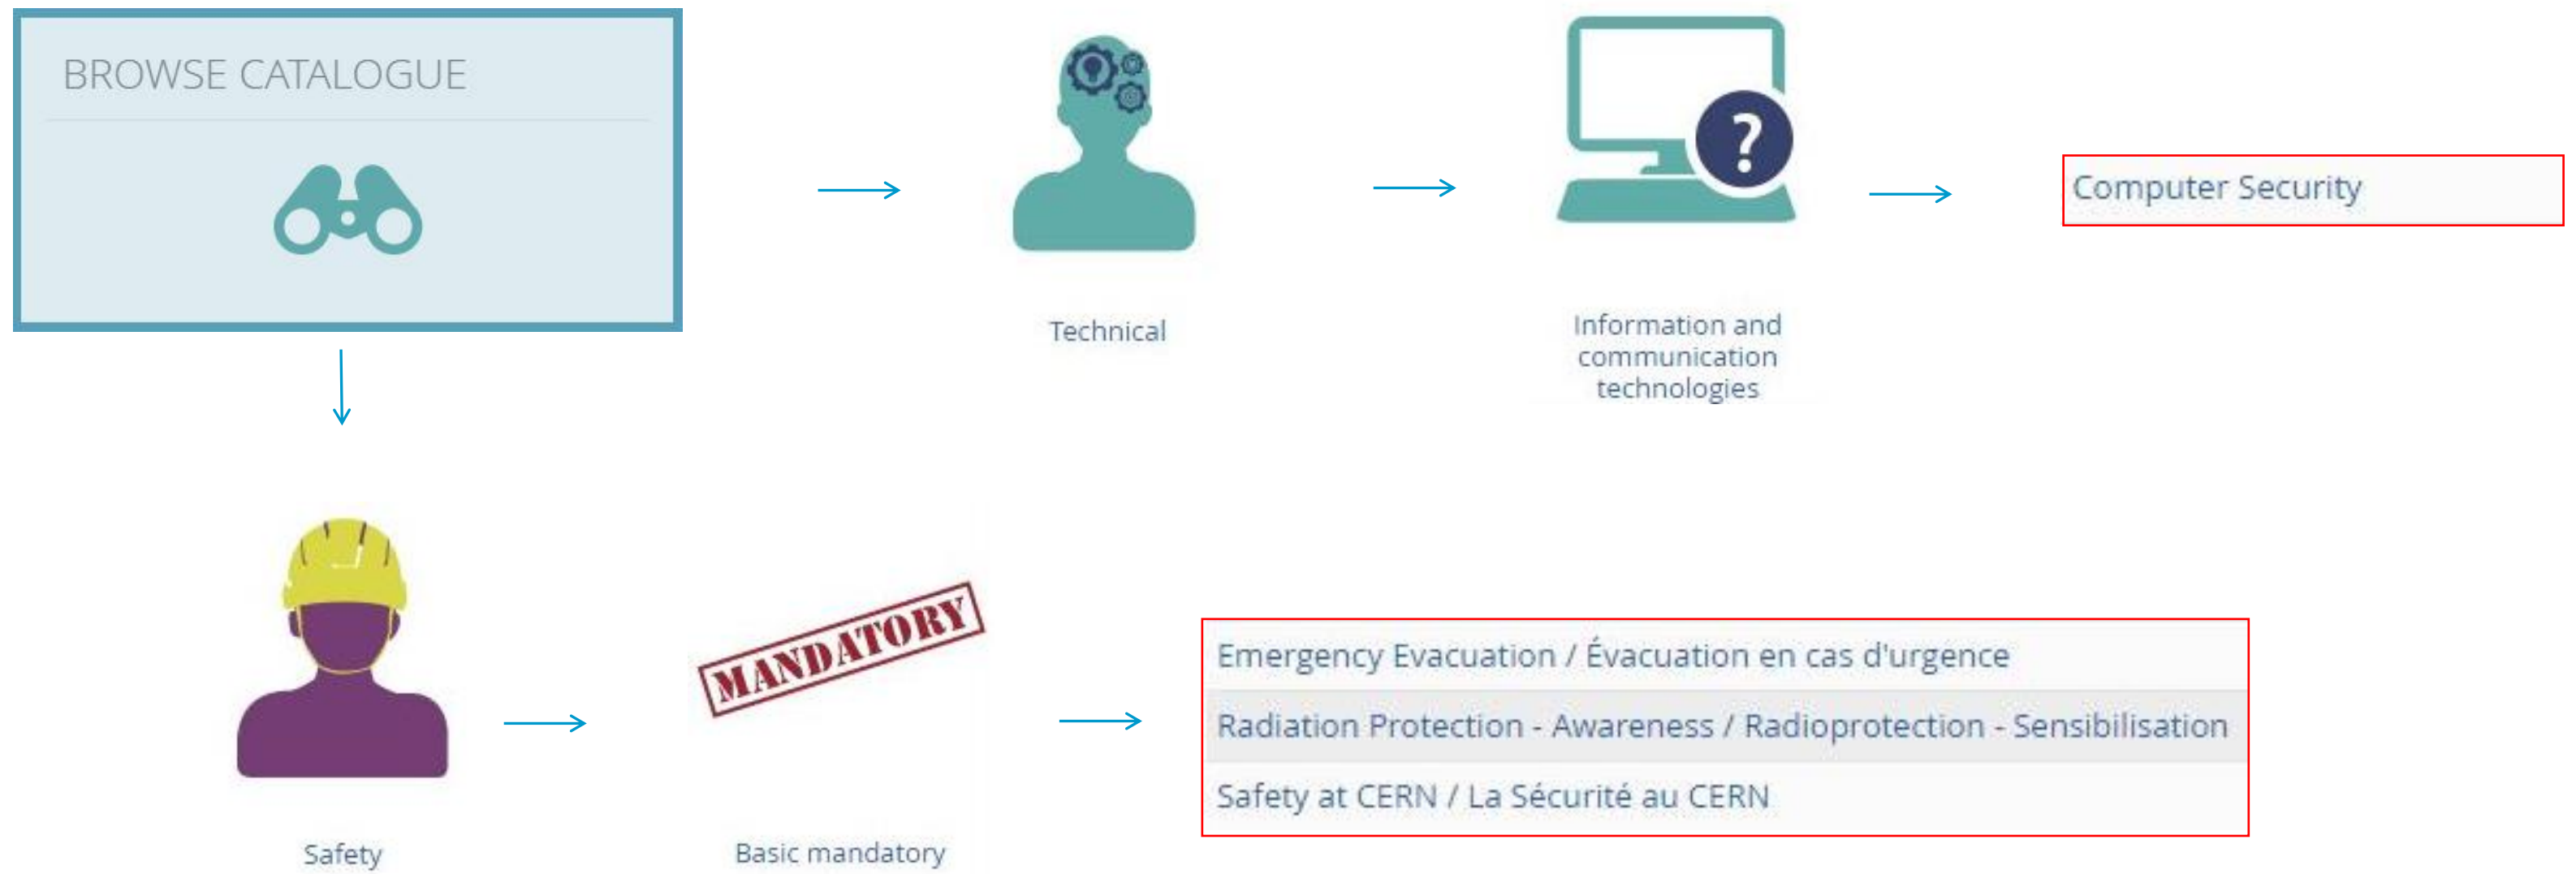 BROWSE CATALOGUE
?
Computer Security
Technical
Information and
communication
technologies
MANDATORY
Emergency Evacuation / Évacuation en cas d'urgence
Radiation Protection - Awareness / Radioprotection - Sensibilisation
Safety at CERN / La Sécurité au CERN
Safety
Basic mandatory